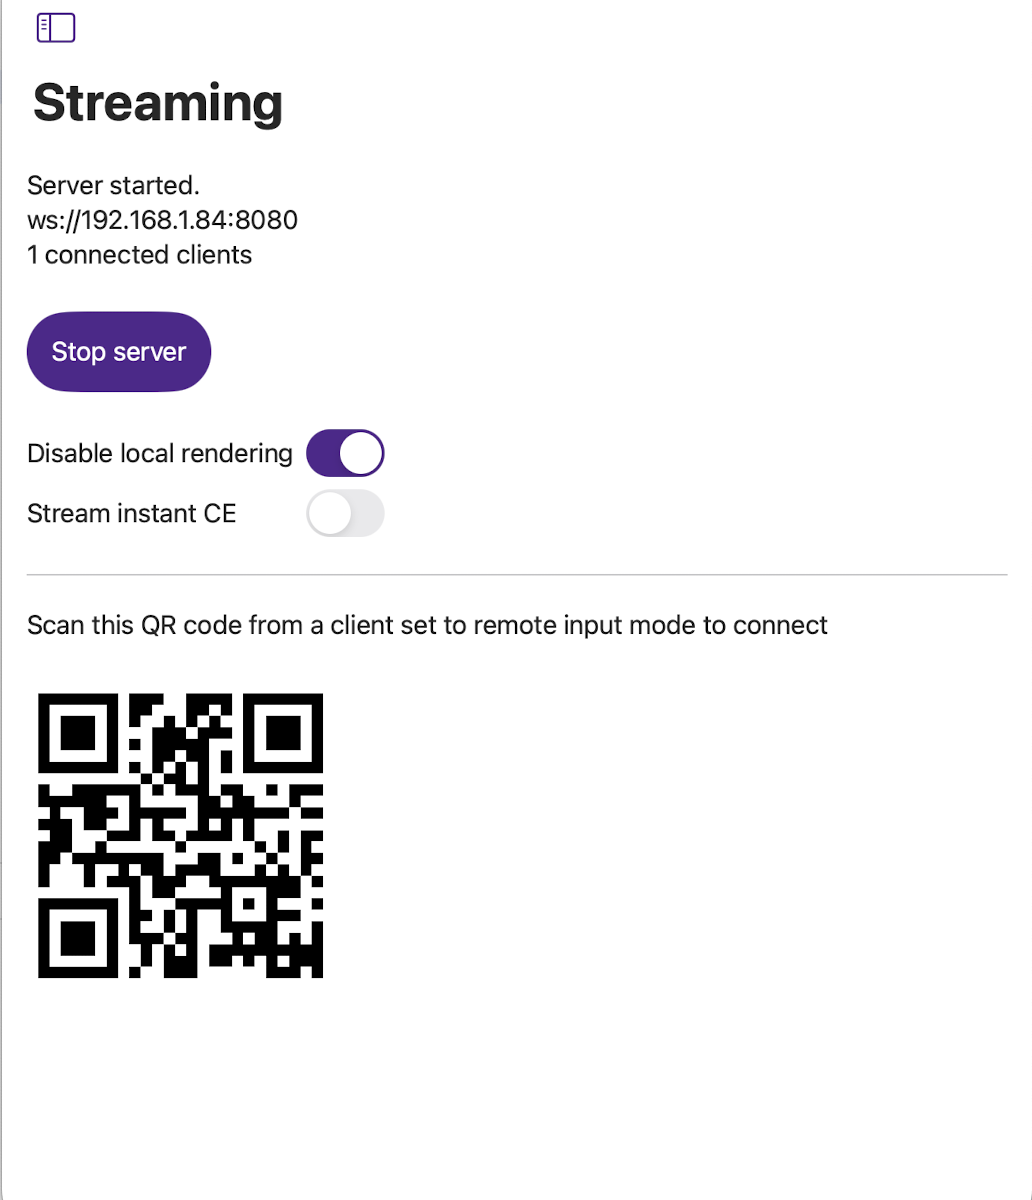 Streaming
Server started.
ws://192.168.1.84:8080
1 connected clients
Stop server
Disable local rendering
Stream instant CE
Scan this QR code from a client set to remote input mode to connect